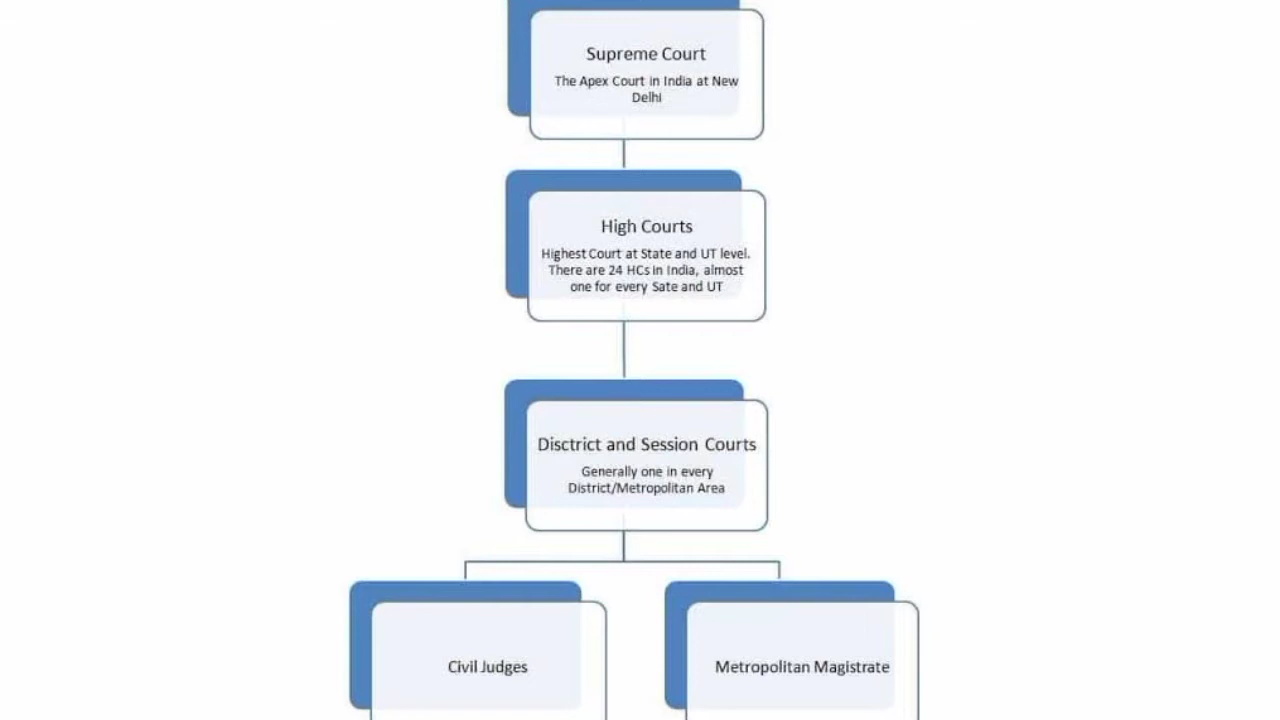 Supreme Court
The Apex Court in India at New
Delhi
High Courts
Highest Court at State and UT level.
There are 24 HCs in India, almost
one for every Sate and UT
Disctrict and Session Courts
Generally one in every
District/Metropolitan Area
Civil Judges
Metropolitan Magistrate